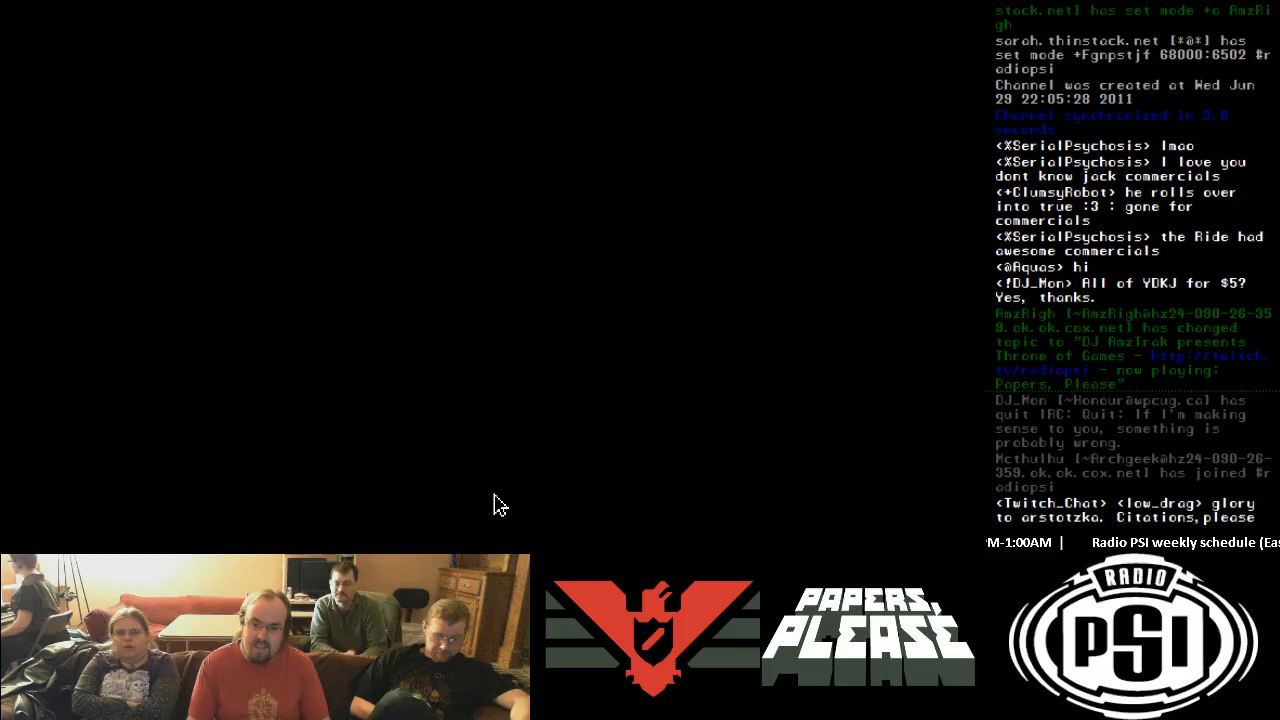 stack.net] has set mode +o AmzRi
gh
sarah.thinstack.net [*@*] has
set mode +Fgnpstjf 68000:6502 #r
adiopsi
Channel was created at Wed Jun
29 22:05:28 2011
Channel synchronized in 3.0
seconds
<%SerialPsychosis> lmao
<%SerialPsychosis> I love you
dont know jack commercials
<+ClumsyRobot> he rolls over
into true :3 : gone for
commercials
<%SerialPsychosis> the Ride had
awesome commercials
<@Aquas> hi
<!DJ_Mon> All of YDKJ for $5?
Yes, thanks.
AmzRigh [~AmzRigh@hz24-090-26-35
9.ok.ok.cox.net] has changed
topic to "DJ AmzTrak presents
Throne of Games - http://twitch.
tv/radiopsi - now playing:
Papers, Please"
DJ_Mon [~Honour@wpcug.ca] has
quit IRC: Quit: If I'm making
sense to you, something is
probably wrong.
Mcthulhu [~Archgeek@hz24-090-26-
359.ok.ok.cox.net] has joined #r
adiopsi
<Twitch_Chat> <low_drag> glory
to arstotzka. Citations,please
PM-1:00AM | Radio PSI weekly schedule (Eas
PAPERS,
PLEASE
RADIO
PSI